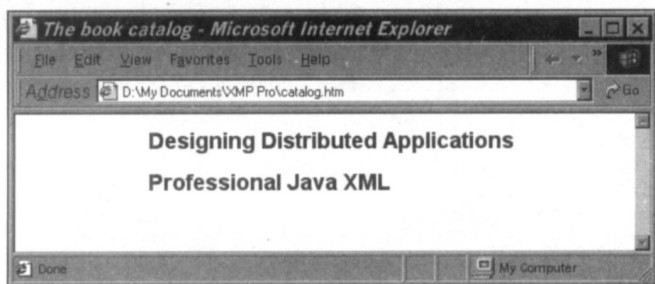 The book catalog - Microsoft Internet Explorer
File Edit View Favorites Tools Help »
Address D:\My Documents\XMP Pro\catalog.htm Go
Designing Distributed Applications
Professional Java XML
Done My Computer